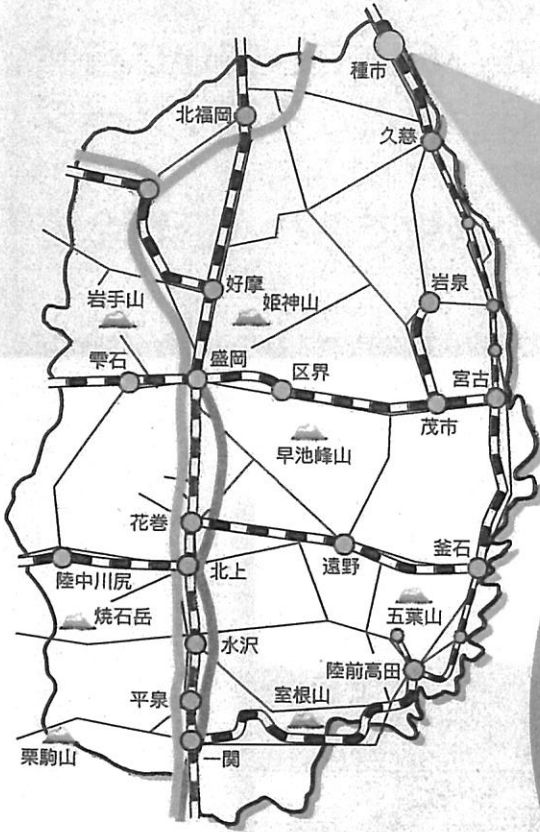 種市
北福岡
久慈
好摩
岩泉
岩手山
姫神山
雫石
盛岡
区界
宮古
茂市
早池峰山
花巻
遠野
釜石
陸中川尻
北上
五葉山
焼石岳
水沢
陸前高田
平泉
室根山
栗駒山
一関